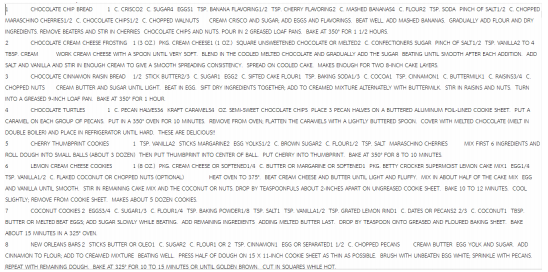 1 CHOCOLATE CHIP BREAD 1 C. CRISCO2 C. SUGAR4 EGGS1 TSP. BANANA FLAVORING1/2 TSP. CHERRY FLAVORING2 C. MASHED BANANAS4 C. FLOUR2 TSP. SODA PINCH OF SALT1/2 C. CHOPPED
MARASCHINO CHERRIES1/2 C. CHOCOLATE CHIPS1/2 C. CHOPPED WALNUTS CREAM CRISCO AND SUGAR. ADD EGGS AND FLAVORINGS. BEAT WELL. ADD MASHED BANANAS. GRADUALLY ADD FLOUR AND DRY
INGREDIENTS. REMOVE BEATERS AND STIR IN CHERRIES CHOCOLATE CHIPS AND NUTS. POUR IN 2 GREASED LOAF PANS. BAKE AT 350° FOR 1 1/2 HOURS.
2 CHOCOLATE CREAM CHEESE FROSTING 1 (3 OZ.) PKG. CREAM CHEESE1 (1 OZ.) SQUARE UNSWEETENED CHOCOLATE OR MELTED2 C. CONFECTIONERS SUGAR PINCH OF SALT1/2 TSP. VANILLA2 TO 4
TBSP. CREAM WORK CREAM CHEESE WITH A SPOON UNTIL VERY SOFT. BLEND IN THE COOLED MELTED CHOCOLATE AND GRADUALLY ADD THE SUGAR BEATING UNTIL SMOOTH AFTER EACH ADDITION. ADD
SALT AND VANILLA AND STIR IN ENOUGH CREAM TO GIVE A SMOOTH SPREADING CONSISTENCY. SPREAD ON COOLED CAKE. MAKES ENOUGH FOR TWO 8-INCH CAKE LAYERS.
3 CHOCOLATE CINNAMON RAISIN BREAD 1/2 STICK BUTTER2/3 C. SUGAR1 EGG2 C. SIFTED CAKE FLOUR1 TSP. BAKING SODA1/3 C. COCOA1 TSP. CINNAMON1 C. BUTTERMILK1 C. RAISINS3/4 C.
CHOPPED NUTS CREAM BUTTER AND SUGAR UNTIL LIGHT. BEAT IN EGG. SIFT DRY INGREDIENTS TOGETHER; ADD TO CREAMED MIXTURE ALTERNATELY WITH BUTTERMILK. STIR IN RAISINS AND NUTS. TURN
INTO A GREASED 9-INCH LOAF PAN. BAKE AT 350° FOR 1 HOUR.
4 CHOCOLATE TURTLES 1 C. PECAN HALVES36 KRAFT CARAMELS4 OZ. SEMI-SWEET CHOCOLATE CHIPS PLACE 3 PECAN HALVES ON A BUTTERED ALUMINUM FOIL-LINED COOKIE SHEET. PUT A
CARAMEL ON EACH GROUP OF PECANS. PUT IN A 350° OVEN FOR 10 MINUTES. REMOVE FROM OVEN; FLATTEN THE CARAMELS WITH A LIGHTLY BUTTERED SPOON. COVER WITH MELTED CHOCOLATE (MELT IN
DOUBLE BOILER) AND PLACE IN REFRIGERATOR UNTIL HARD. THESE ARE DELICIOUS!!
5 CHERRY THUMBPRINT COOKIES 1 TSP. VANILLA2 STICKS MARGARINE2 EGG YOLKS1/2 C. BROWN SUGAR2 C. FLOUR1/2 TSP. SALT MARASCHINO CHERRIES MIX FIRST 6 INGREDIENTS AND
ROLL DOUGH INTO SMALL BALLS (ABOUT 3 DOZEN) THEN PUT THUMBPRINT INTO CENTER OF BALL. PUT CHERRY INTO THUMBPRINT. BAKE AT 350° FOR 8 TO 10 MINUTES.
6 LEMON CREAM CHEESE COOKIES 1 (8 OZ.) PKG. CREAM CHEESE OR SOFTENED1/4 C. BUTTER OR MARGARINE OR SOFTENED1 PKG. BETTY CROCKER SUPERMOIST LEMON CAKE MIX1 EGG1/4
TSP. VANILLA1/2 C. FLAKED COCONUT OR CHOPPED NUTS (OPTIONAL) HEAT OVEN TO 375°. BEAT CREAM CHEESE AND BUTTER UNTIL LIGHT AND FLUFFY. MIX IN ABOUT HALF OF THE CAKE MIX EGG
AND VANILLA UNTIL SMOOTH. STIR IN REMAINING CAKE MIX AND THE COCONUT OR NUTS. DROP BY TEASPOONFULS ABOUT 2-INCHES APART ON UNGREASED COOKIE SHEET. BAKE 10 TO 12 MINUTES. COOL
SLIGHTLY; REMOVE FROM COOKIE SHEET. MAKES ABOUT 5 DOZEN COOKIES.
7 COCONUT COOKIES 2 EGGS3/4 C. SUGAR1/3 C. FLOUR1/4 TSP. BAKING POWDER1/8 TSP. SALT1 TSP. VANILLA1/2 TSP. GRATED LEMON RIND1 C. DATES OR PECANS2 2/3 C. COCONUT1 TBSP.
BUTTER OR MELTED BEAT EGGS; ADD SUGAR SLOWLY WHILE BEATING. ADD REMAINING INGREDIENTS ADDING MELTED BUTTER LAST. DROP BY TEASPOON ONTO GREASED AND FLOURED BAKING SHEET. BAKE
ABOUT 15 MINUTES IN A 325° OVEN.
8 NEW ORLEANS BARS 2 STICKS BUTTER OR OLEO1 C. SUGAR2 C. FLOUR1 OR 2 TSP. CINNAMON1 EGG OR SEPARATED1 1/2 C. CHOPPED PECANS CREAM BUTTER EGG YOLK AND SUGAR. ADD
CINNAMON TO FLOUR; ADD TO CREAMED MIXTURE BEATING WELL. PRESS HALF OF DOUGH ON 15 X 11-INCH COOKIE SHEET AS THIN AS POSSIBLE. BRUSH WITH UNBEATEN EGG WHITE; SPRINKLE WITH PECANS.
REPEAT WITH REMAINING DOUGH. BAKE AT 325° FOR 10 TO 15 MINUTES OR UNTIL GOLDEN BROWN. CUT IN SQUARES WHILE HOT.